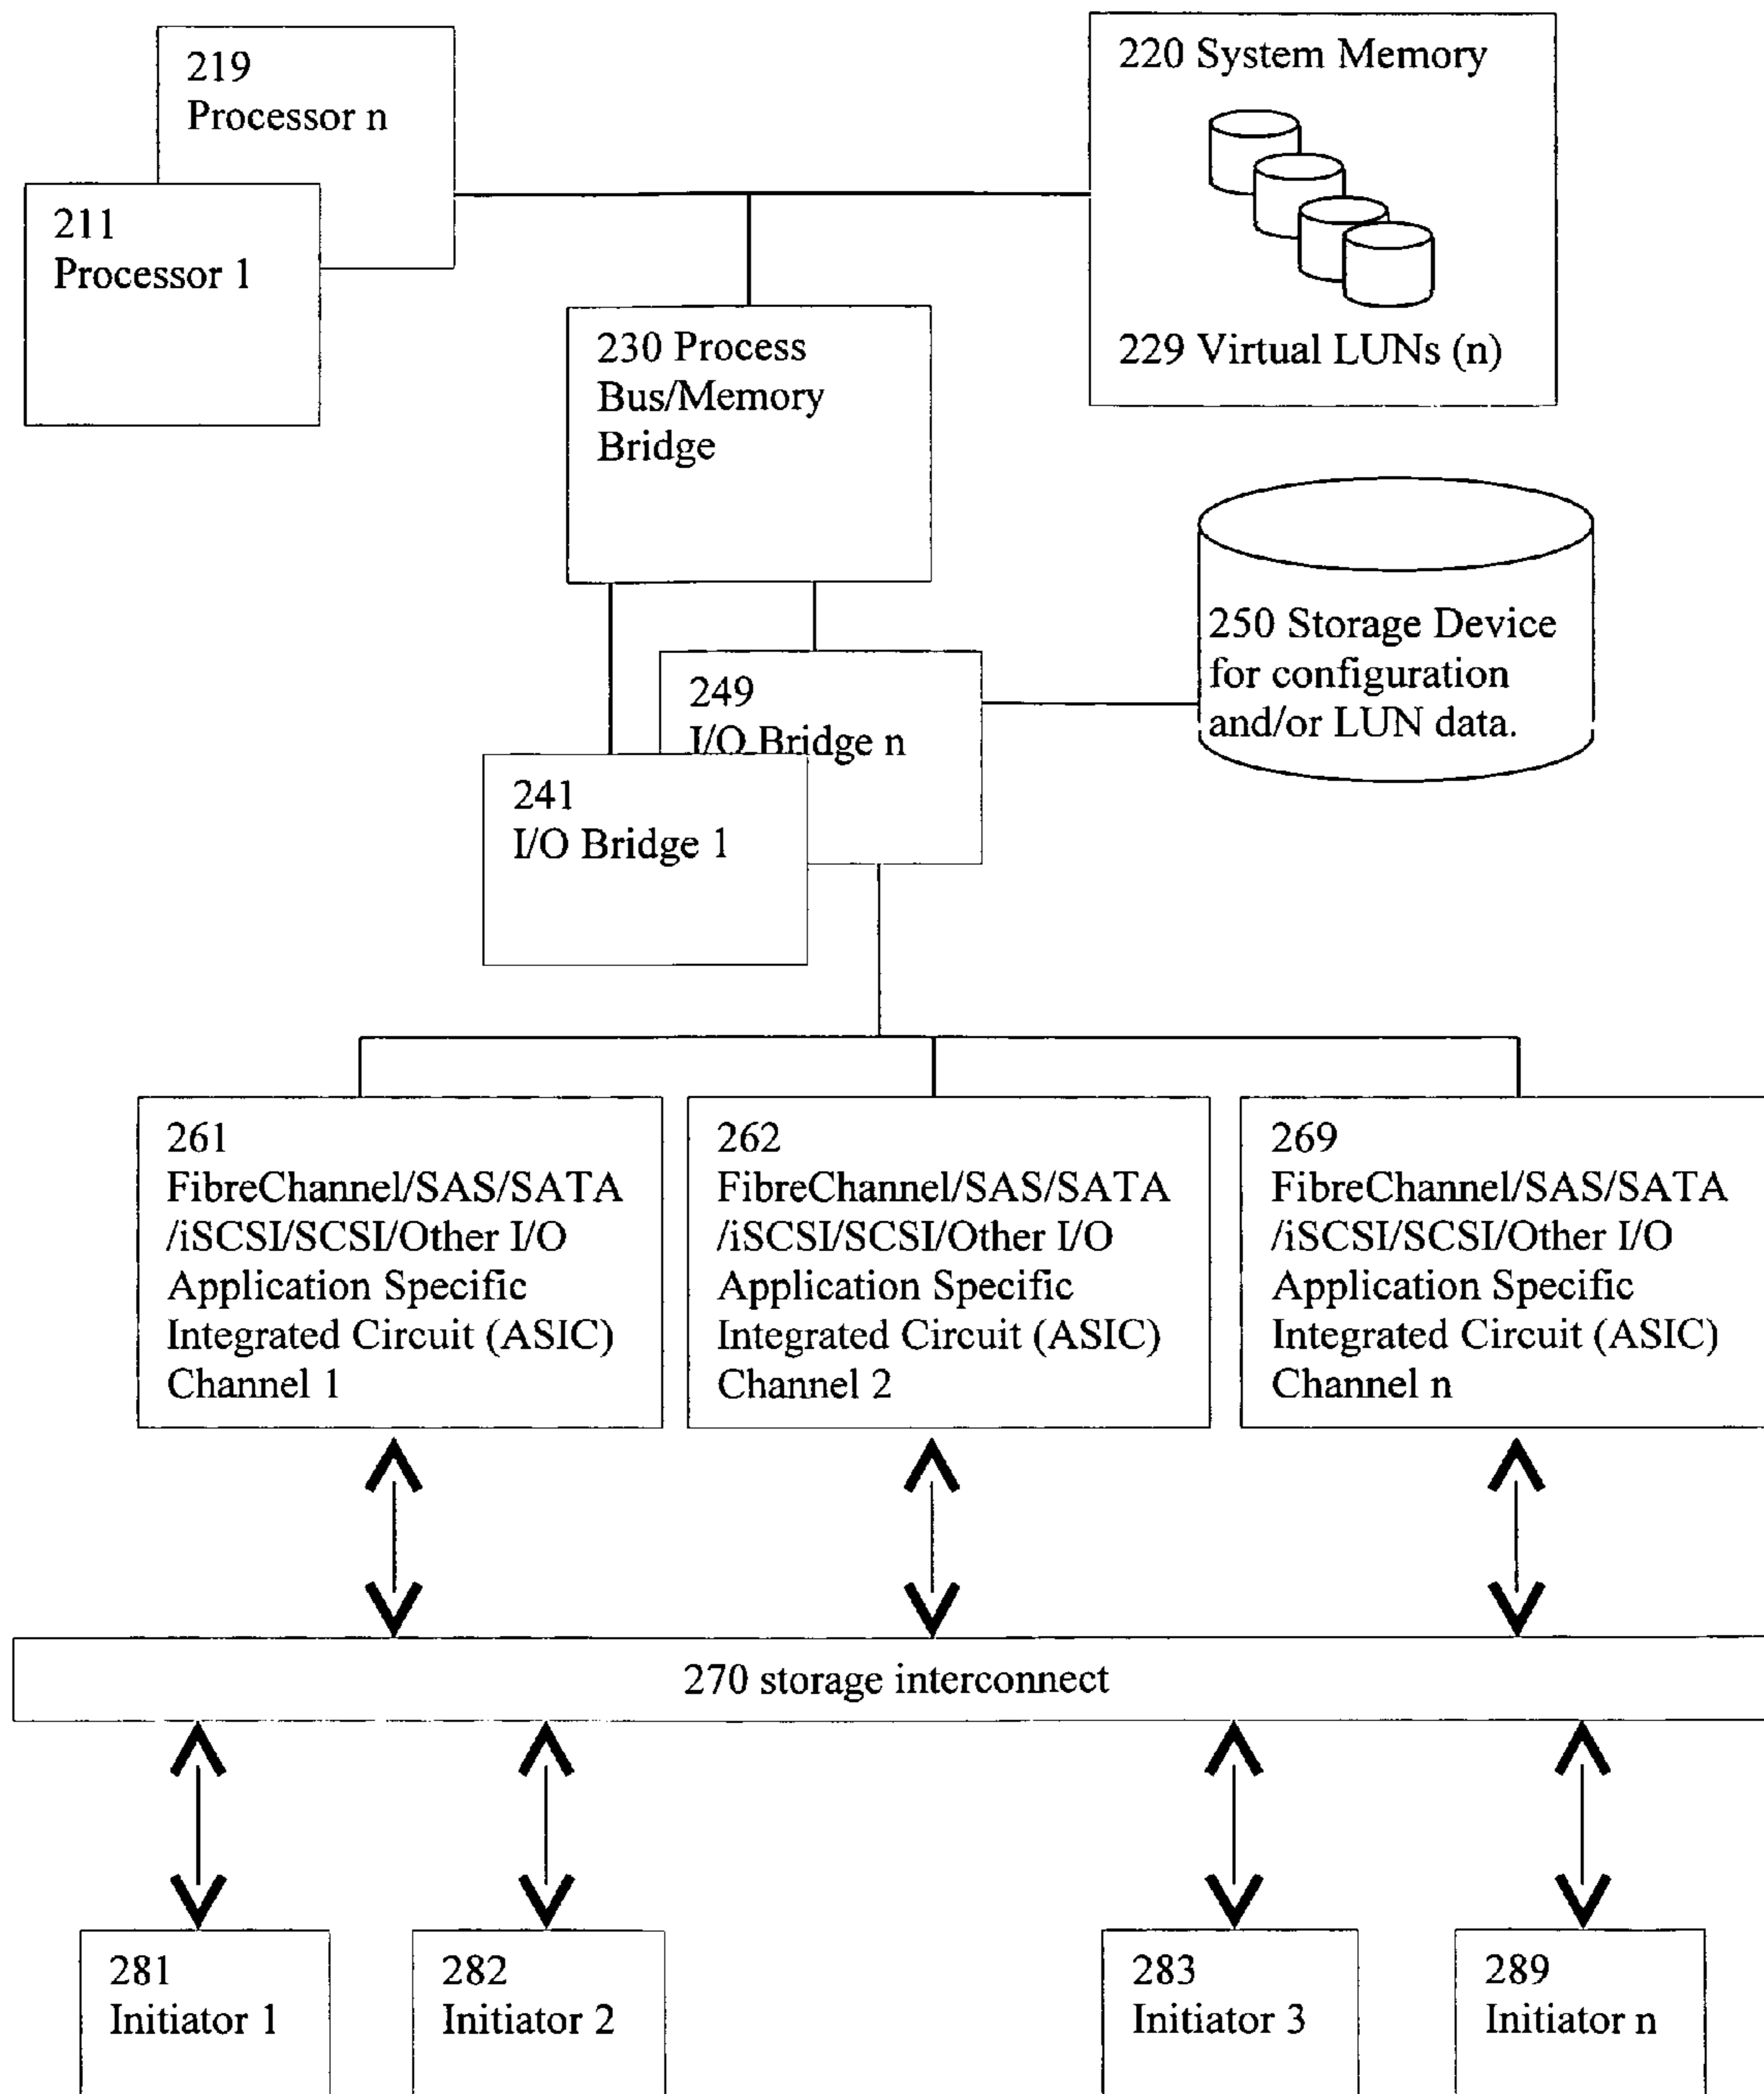 219
Processor n
211
Processor 1
220 System Memory
229 Virtual LUNs (n)
230 Process
Bus/Memory
Bridge
250 Storage Device
for configuration
and/or LUN data.
249
I/O Bridge n
241
I/O Bridge 1
261
FibreChannel/SAS/SATA
/iSCSI/SCSI/Other I/O
Application Specific
Integrated Circuit (ASIC)
Channel 1
262
FibreChannel/SAS/SATA
/iSCSI/SCSI/Other I/O
Application Specific
Integrated Circuit (ASIC)
Channel 2
269
FibreChannel/SAS/SATA
/iSCSI/SCSI/Other I/O
Application Specific
Integrated Circuit (ASIC)
Channel n
270 storage interconnect
281
Initiator 1
282
Initiator 2
283
Initiator 3
289
Initiator n